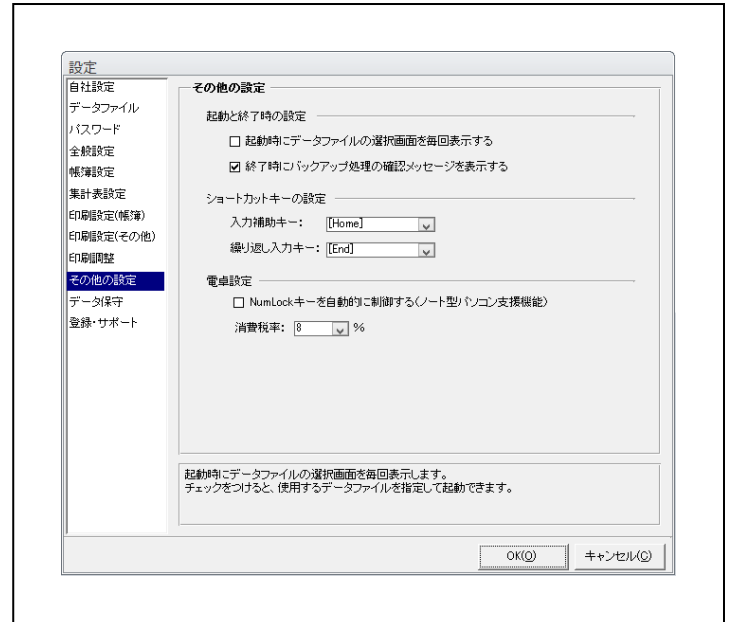 設定
自社設定
データファイル
パスワード
全般設定
帳簿設定
集計表設定
印刷設定(帳簿)
印刷設定(その他)
印刷調整
その他の設定
データ保守
登録・サポート
その他の設定
起動と終了時の設定
起動時にデータファイルの選択画面を毎回表示する
終了時にバックアップ処理の確認メッセージを表示する
ショートカットキーの設定
入力補助キー: [Home]
繰り返し入力キー: [End]
電卓設定
NumLockキーを自動的に制御する(ノート型パソコン支援機能)
消費税率: 8 %
起動時にデータファイルの選択画面を毎回表示します。
チェックをつけると、使用するデータファイルを指定して起動できます。
OK(O) キャンセル(C)